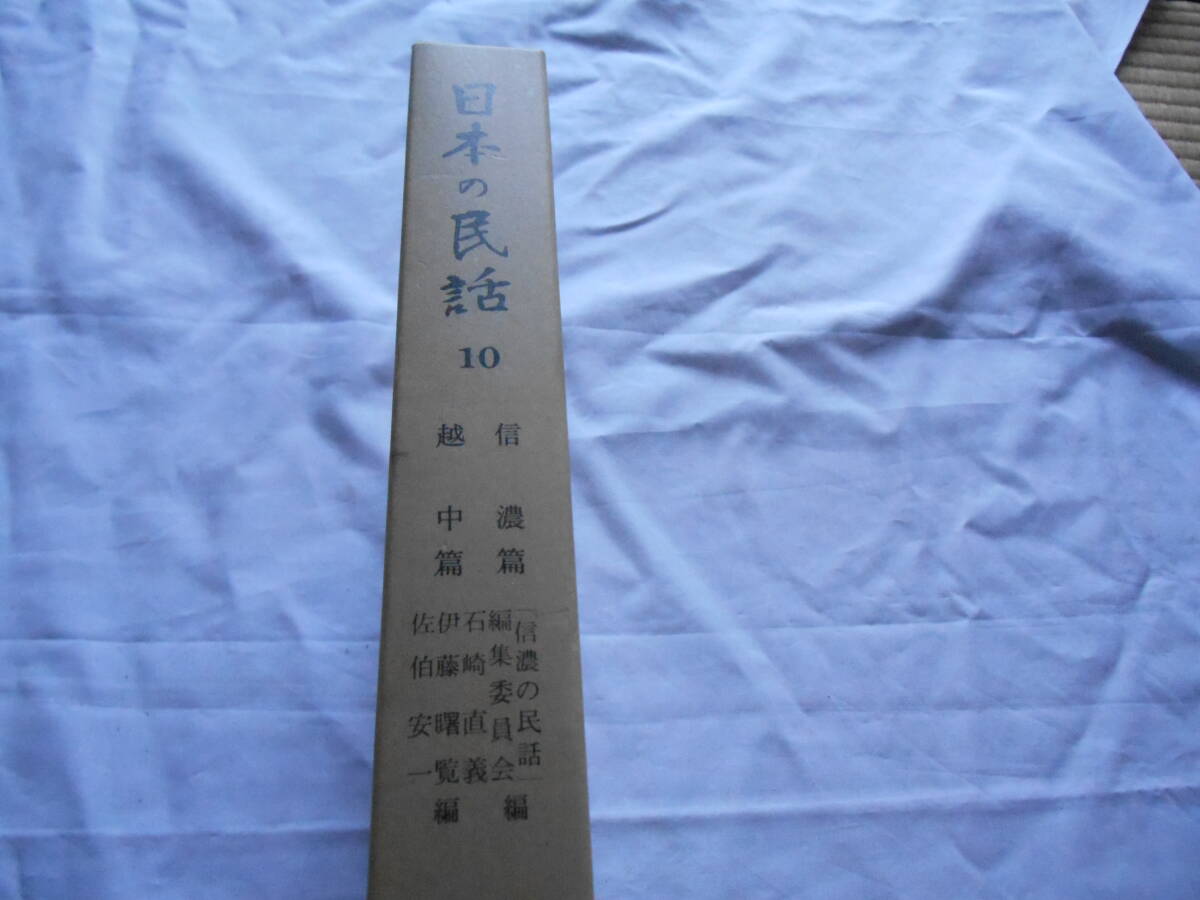 日本の民話
10
信濃篇
越中篇
「信濃の民話」
編集委員会編
石崎直義
伊藤曙覧編
佐伯安一